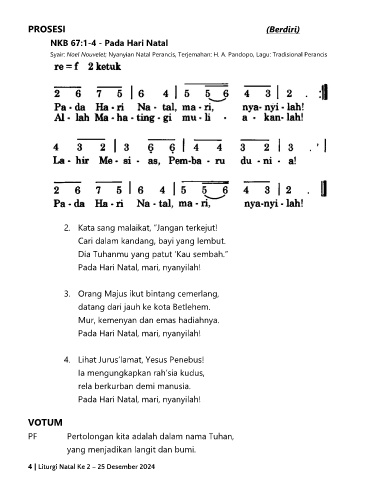 PROSESI (Berdiri)
NKB 67:1-4 - Pada Hari Natal
Syair: Noel Nouvelet; Nyanyian Natal Perancis, Terjemahan: H. A. Pandopo, Lagu: Tradisional Perancis
re = f 2 ketuk
2 6 7 5 | 6 4 | 5 5 6 4 3 | 2 . :‖
Pa - da Ha - ri Na - tal, ma - ri, nya - nyi - lah!
Al - lah Ma - ha - ting - gi mu - li - a - kan - lah!
4 3 2 | 3 6 6 | 4 4 3 2 | 3 . ' |
La - hir Me - si - as, Pem - ba - ru du - ni - a!
2 6 7 5 | 6 4 | 5 5 6 4 3 | 2 . ‖
Pa - da Ha - ri Na - tal, ma - ri, nya-nyi - lah!
2. Kata sang malaikat, "Jangan terkejut!
Cari dalam kandang, bayi yang lembut.
Dia Tuhanmu yang patut 'Kau sembah."
Pada Hari Natal, mari, nyanyilah!
3. Orang Majus ikut bintang cemerlang,
datang dari jauh ke kota Betlehem.
Mur, kemenyan dan emas hadiahnya.
Pada Hari Natal, mari, nyanyilah!
4. Lihat Jurus'lamat, Yesus Penebus!
Ia mengungkapkan rah'sia kudus,
rela berkurban demi manusia.
Pada Hari Natal, mari, nyanyilah!
VOTUM
PF Pertolongan kita adalah dalam nama Tuhan,
yang menjadikan langit dan bumi.
4 | Liturgi Natal Ke 2 – 25 Desember 2024